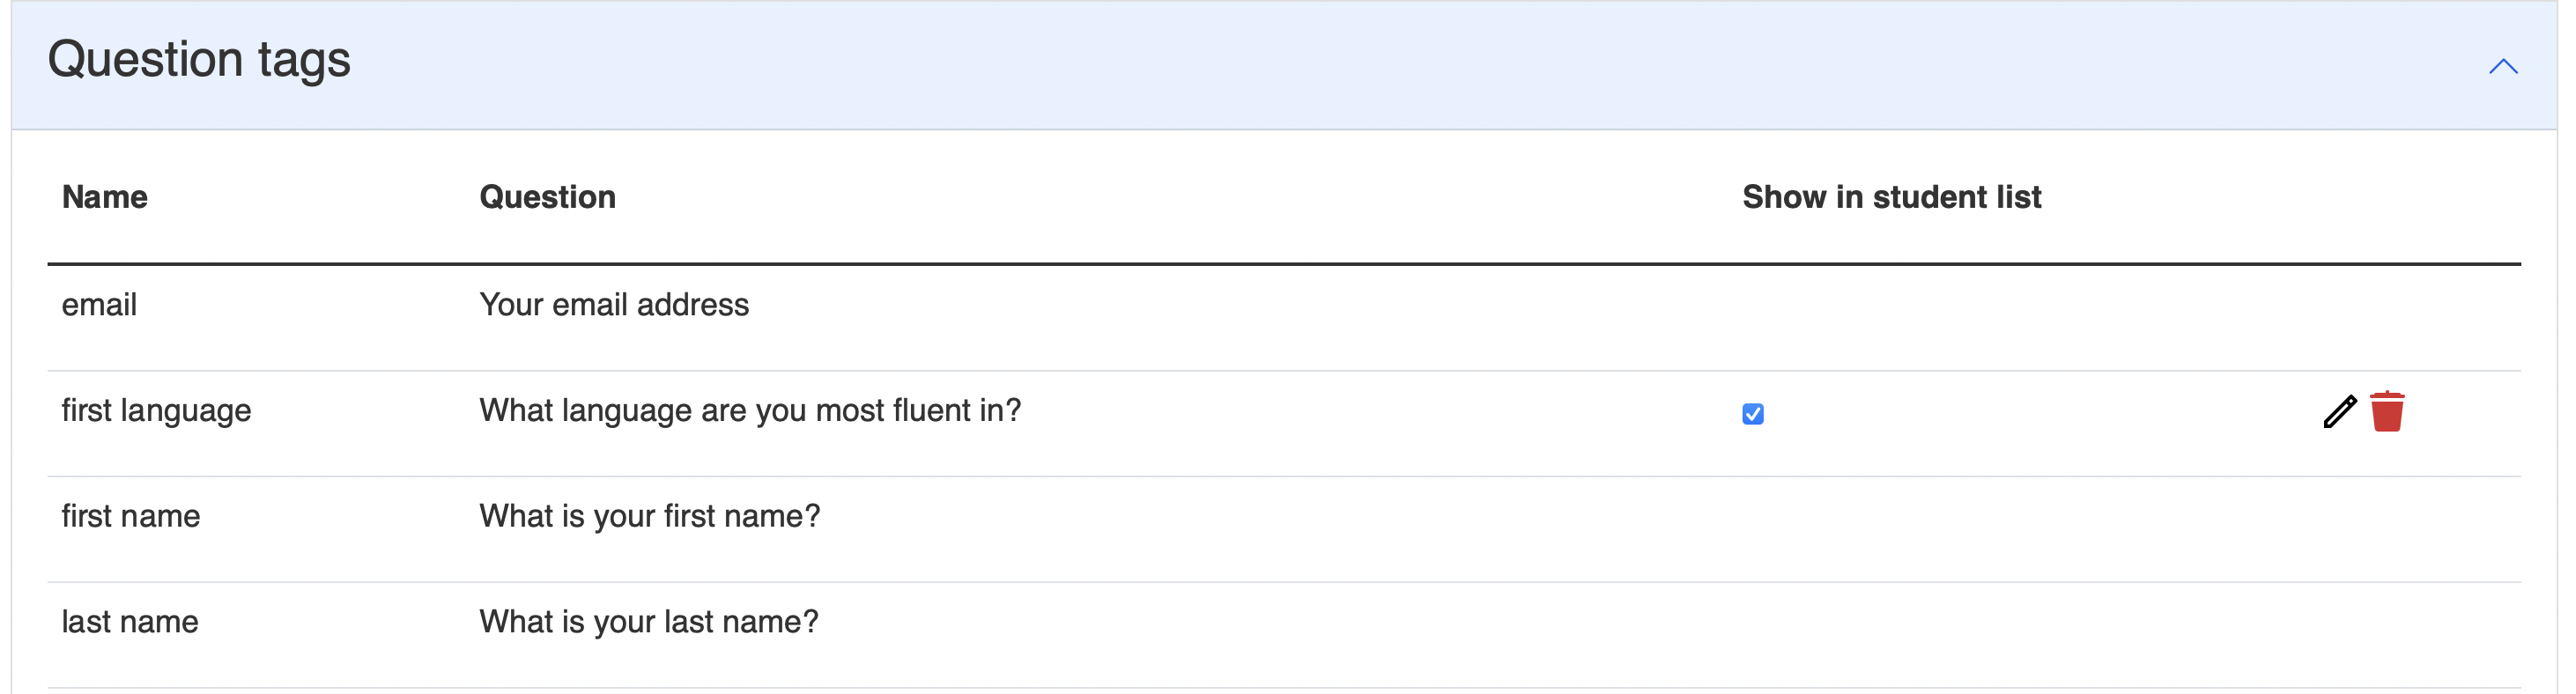 Question tags
Name Question Show in student list
email Your email address
first language What language are you most fluent in?
first name What is your first name?
last name What is your last name?